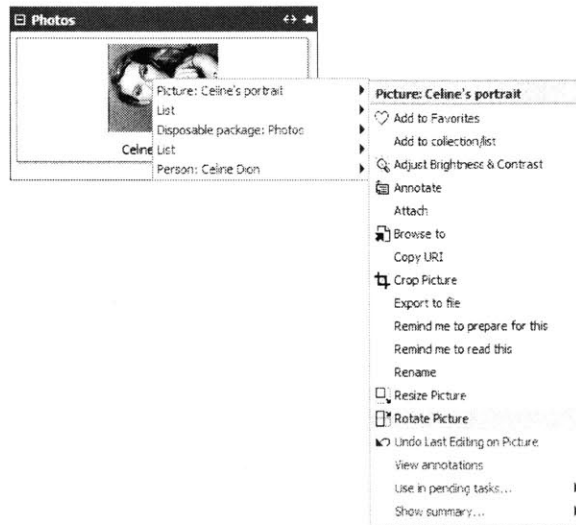 Photos
Picture: Celine's portrait
List
Disposable package: Photos
Celine
List
Person: Celine Dion
Picture: Celine's portrait
Add to Favorites
Add to collection/list
Adjust Brightness & Contrast
Annotate
Attach
Browse to
Copy URI
Crop Picture
Export to file
Remind me to prepare for this
Remind me to read this
Rename
Resize Picture
Rotate Picture
Undo Last Editing on Picture
View annotations
Use in pending tasks...
Show summary...